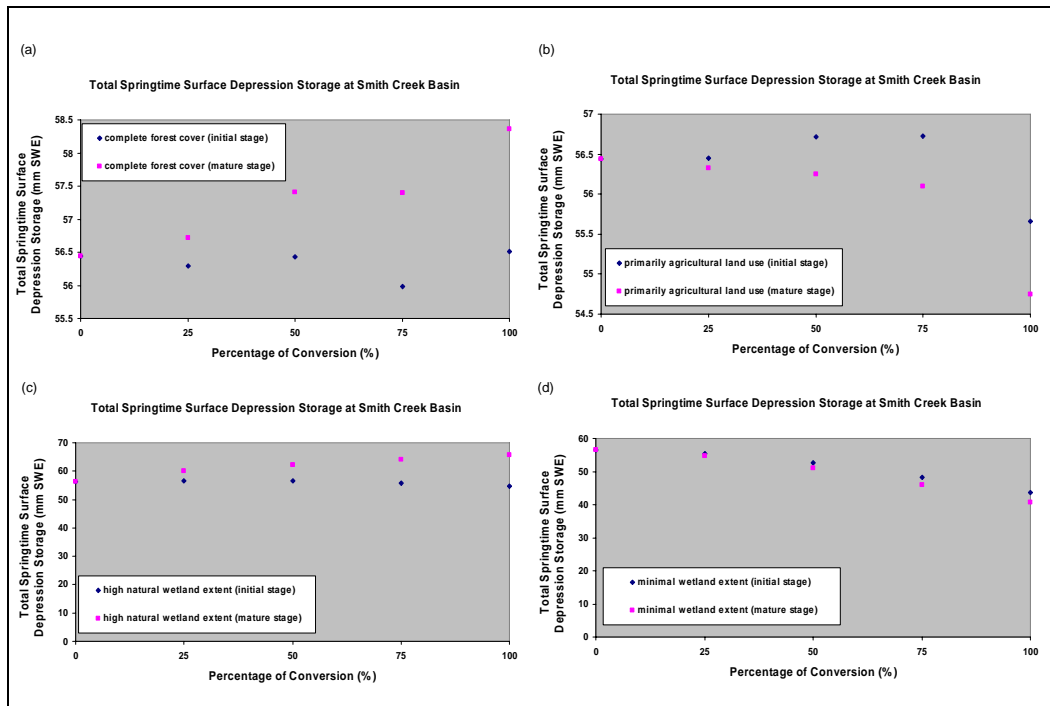 (a)
Total Springtime Surface Depression Storage at Smith Creek Basin
Total Springtime Surface
Depression Storage (mm SWE)
58.5
58
57.5
57
56.5
56
55.5
complete forest cover (initial stage)
complete forest cover (mature stage)
0 25 50 75 100
Percentage of Conversion (%)
(b)
Total Springtime Surface Depression Storage at Smith Creek Basin
Total Springtime Surface
Depression Storage (mm SWE)
57
56.5
56
55.5
55
54.5
primarily agricultural land use (initial stage)
primarily agricultural land use (mature stage)
0 25 50 75 100
Percentage of Conversion (%)
(c)
Total Springtime Surface Depression Storage at Smith Creek Basin
Total Springtime Surface
Depression Storage (mm SWE)
70
60
50
40
30
20
10
0
high natural wetland extent (initial stage)
high natural wetland extent (mature stage)
0 25 50 75 100
Percentage of Conversion (%)
(d)
Total Springtime Surface Depression Storage at Smith Creek Basin
Total Springtime Surface
Depression Storage (mm SWE)
60
50
40
30
20
10
0
minimal wetland extent (initial stage)
minimal wetland extent (mature stage)
0 25 50 75 100
Percentage of Conversion (%)